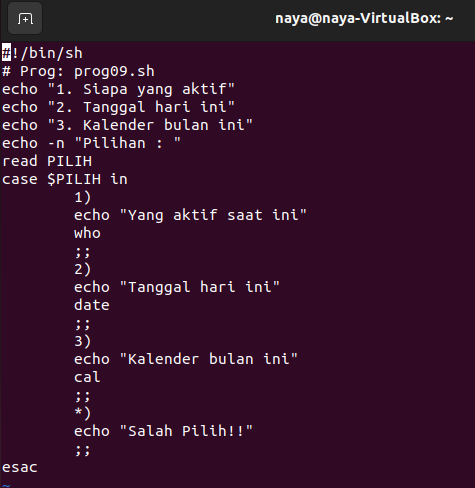 naya@naya-VirtualBox: ~
#!/bin/sh
# Prog: prog09.sh
echo "1. Siapa yang aktif"
echo "2. Tanggal hari ini"
echo "3. Kalender bulan ini"
echo -n "Pilihan : "
read PILIH
case $PILIH in
        1)
        echo "Yang aktif saat ini"
        who
        ;;
        2)
        echo "Tanggal hari ini"
        date
        ;;
        3)
        echo "Kalender bulan ini"
        cal
        ;;
        *)
        echo "Salah Pilih!!"
        ;;
esac
~